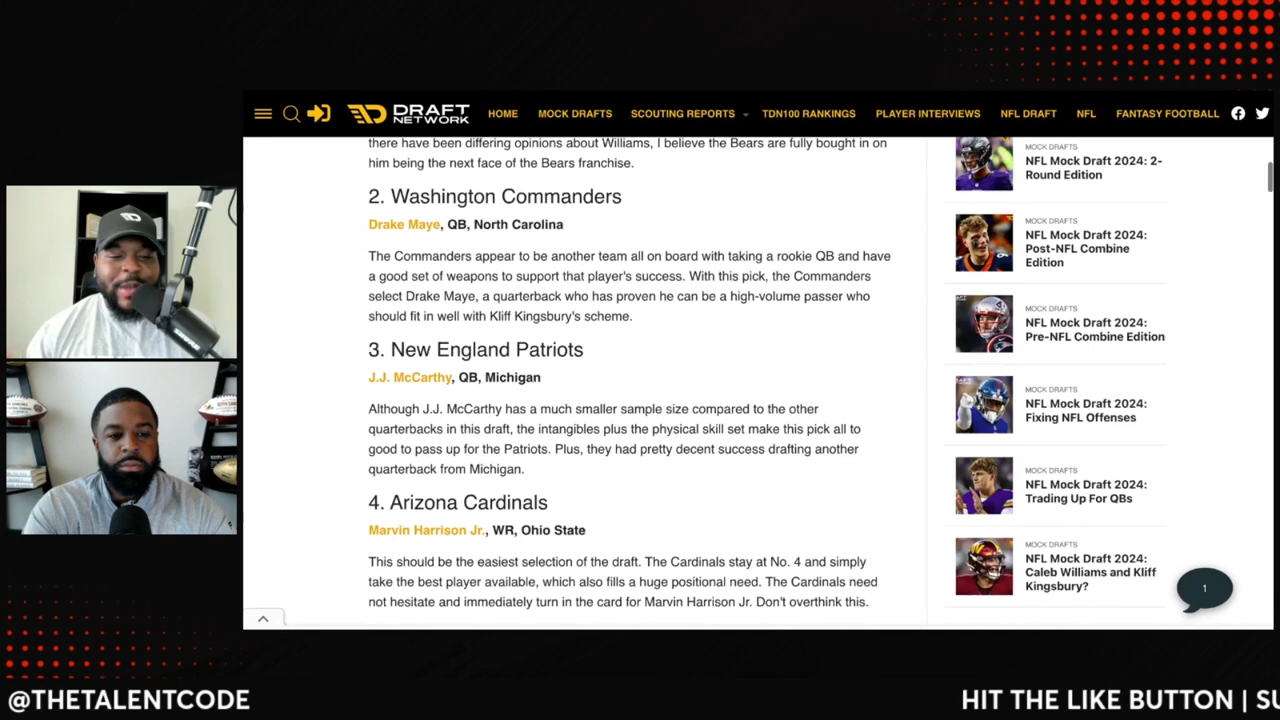 DRAFT
NETWORK
HOME MOCK DRAFTS SCOUTING REPORTS TDN100 RANKINGS PLAYER INTERVIEWS NFL DRAFT NFL FANTASY FOOTBALL
there have been differing opinions about Williams, I believe the Bears are fully bought in on
him being the next face of the Bears franchise.
2. Washington Commanders
Drake Maye, QB, North Carolina
The Commanders appear to be another team all on board with taking a rookie QB and have
a good set of weapons to support that player's success. With this pick, the Commanders
select Drake Maye, a quarterback who has proven he can be a high-volume passer who
should fit in well with Kliff Kingsbury's scheme.
3. New England Patriots
J.J. McCarthy, QB, Michigan
Although J.J. McCarthy has a much smaller sample size compared to the other
quarterbacks in this draft, the intangibles plus the physical skill set make this pick all to
good to pass up for the Patriots. Plus, they had pretty decent success drafting another
quarterback from Michigan.
4. Arizona Cardinals
Marvin Harrison Jr., WR, Ohio State
This should be the easiest selection of the draft. The Cardinals stay at No. 4 and simply
take the best player available, which also fills a huge positional need. The Cardinals need
not hesitate and immediately turn in the card for Marvin Harrison Jr. Don't overthink this.
MOCK DRAFTS
NFL Mock Draft 2024: 2-
Round Edition
MOCK DRAFTS
NFL Mock Draft 2024:
Post-NFL Combine
Edition
MOCK DRAFTS
NFL Mock Draft 2024:
Pre-NFL Combine Edition
MOCK DRAFTS
NFL Mock Draft 2024:
Fixing NFL Offenses
MOCK DRAFTS
NFL Mock Draft 2024:
Trading Up For QBs
MOCK DRAFTS
NFL Mock Draft 2024:
Caleb Williams and Kliff
Kingsbury?
1
@THETALENTCODE
HIT THE LIKE BUTTON | SU